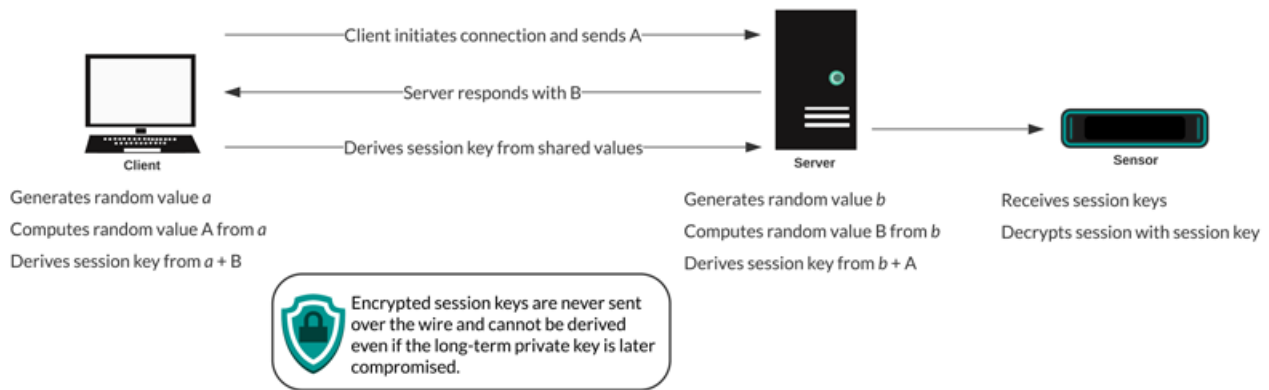 Client initiates connection and sends A
Server responds with B
Derives session key from shared values
Client
Server
Sensor
Generates random value a
Computes random value A from a
Derives session key from a + B
Generates random value b
Computes random value B from b
Derives session key from b + A
Receives session keys
Decrypts session with session key
Encrypted session keys are never sent
over the wire and cannot be derived
even if the long-term private key is later
compromised.